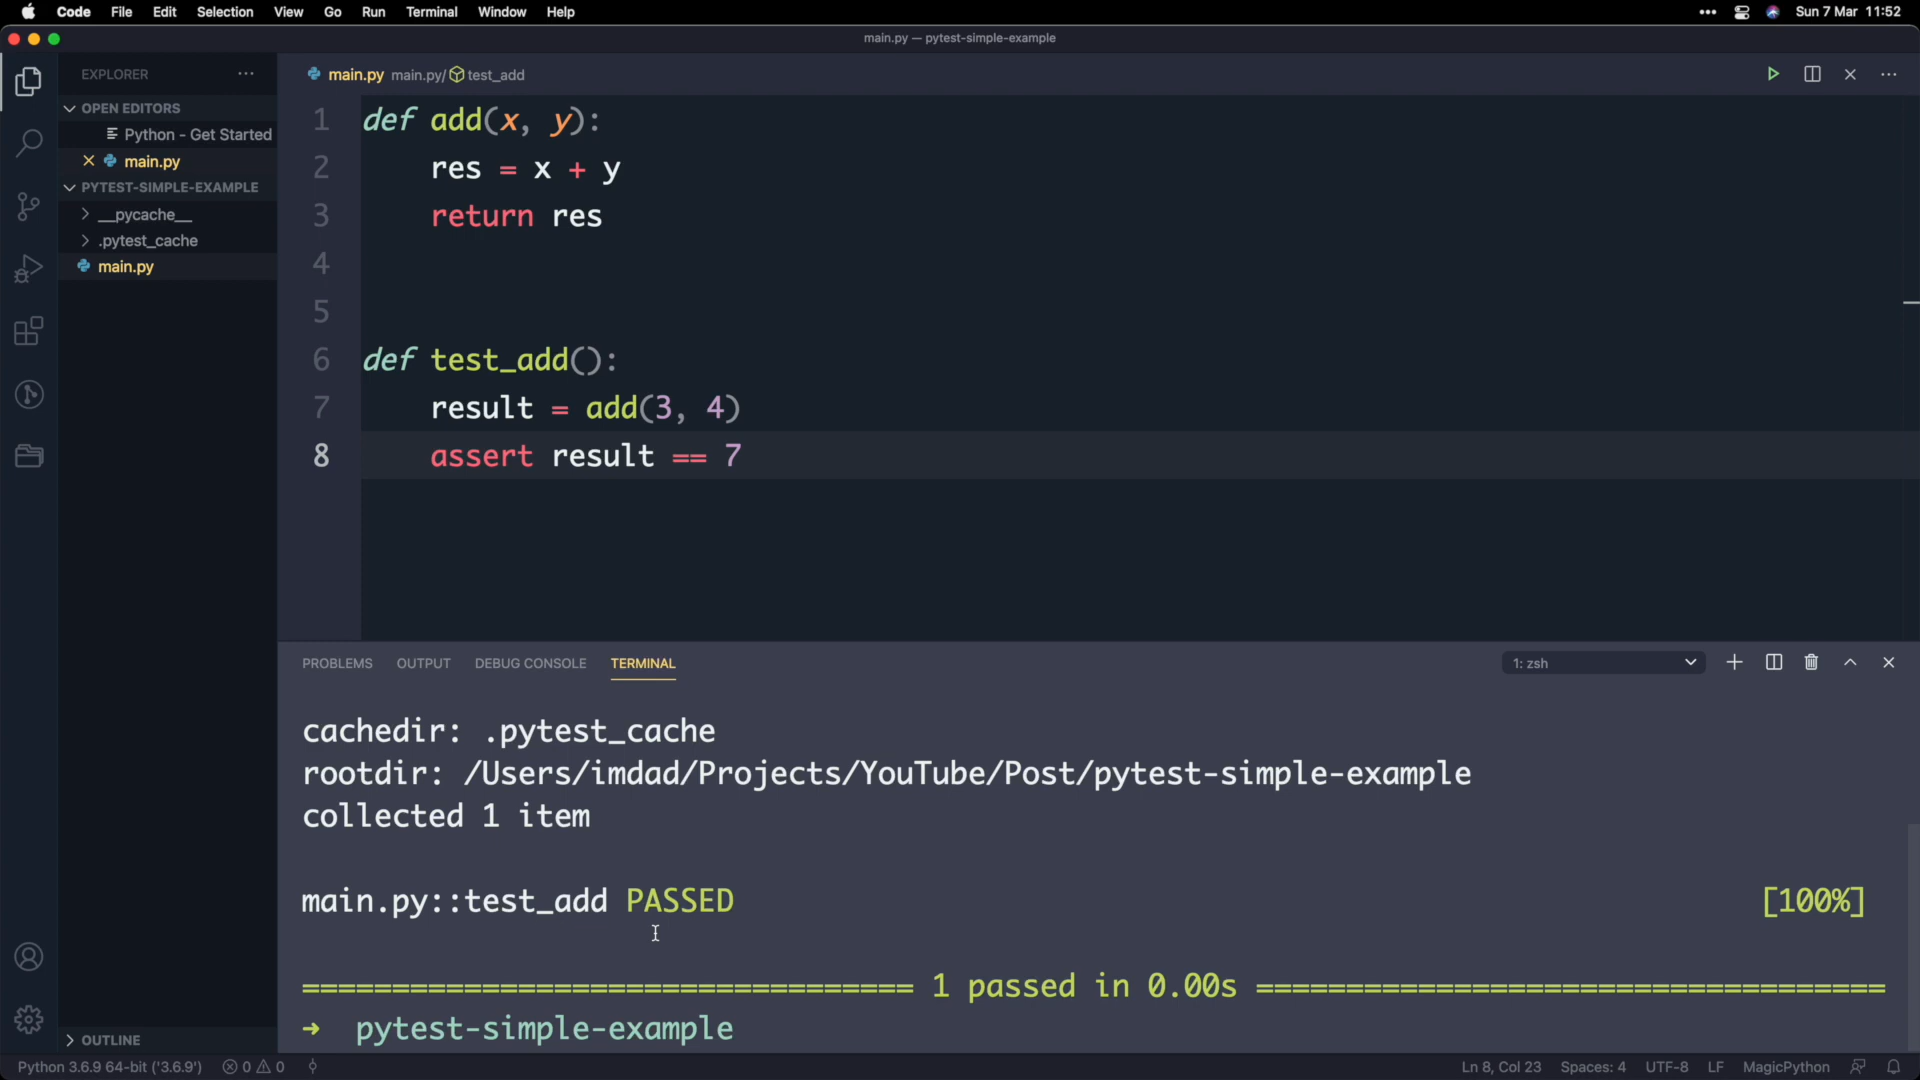 Code File Edit Selection View Go Run Terminal Window Help
Sun 7 Mar 11:52
main.py — pytest-simple-example
EXPLORER
OPEN EDITORS
Python - Get Started
main.py
PYTEST-SIMPLE-EXAMPLE
__pycache__
.pytest_cache
main.py
OUTLINE
main.py main.py/ test_add
1 def add(x, y):
2     res = x + y
3     return res
4
5
6 def test_add():
7     result = add(3, 4)
8     assert result == 7
PROBLEMS OUTPUT DEBUG CONSOLE TERMINAL
1: zsh
cachedir: .pytest_cache
rootdir: /Users/imdad/Projects/YouTube/Post/pytest-simple-example
collected 1 item
main.py::test_add PASSED [100%]
================================== 1 passed in 0.00s ===================================
➜ pytest-simple-example
Python 3.6.9 64-bit ('3.6.9') 0 0
Ln 8, Col 23 Spaces: 4 UTF-8 LF MagicPython